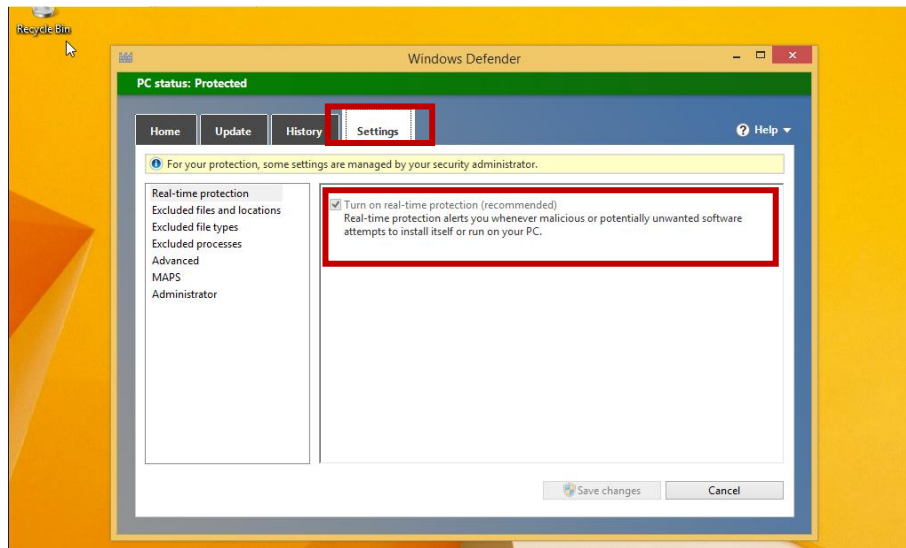 Recycle Bin
Windows Defender
PC status: Protected
Home Update History Settings Help
For your protection, some settings are managed by your security administrator.
Real-time protection
Excluded files and locations
Excluded file types
Excluded processes
Advanced
MAPS
Administrator
Turn on real-time protection (recommended)
Real-time protection alerts you whenever malicious or potentially unwanted software
attempts to install itself or run on your PC.
Save changes Cancel